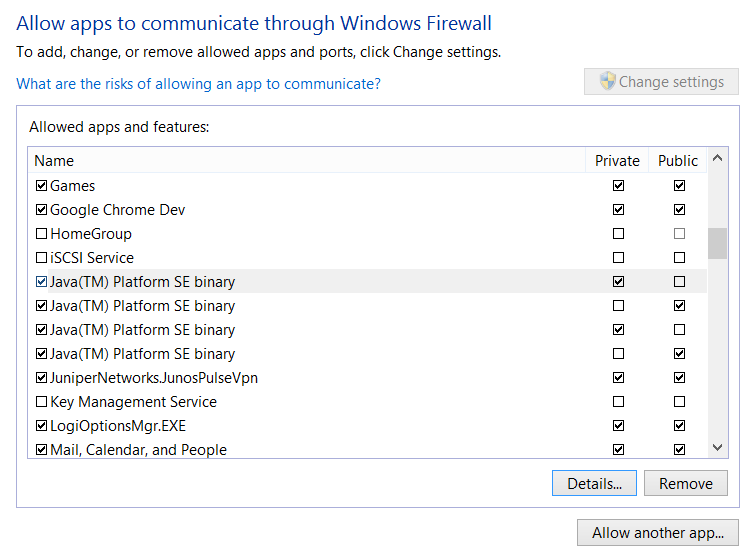 Allow apps to communicate through Windows Firewall
To add, change, or remove allowed apps and ports, click Change settings.
What are the risks of allowing an app to communicate?
Change settings
Allowed apps and features:
Name Private Public
Games
Google Chrome Dev
HomeGroup
iSCSI Service
Java(TM) Platform SE binary
Java(TM) Platform SE binary
Java(TM) Platform SE binary
Java(TM) Platform SE binary
JuniperNetworks.JunosPulseVpn
Key Management Service
LogiOptionsMgr.EXE
Mail, Calendar, and People
Details... Remove
Allow another app...